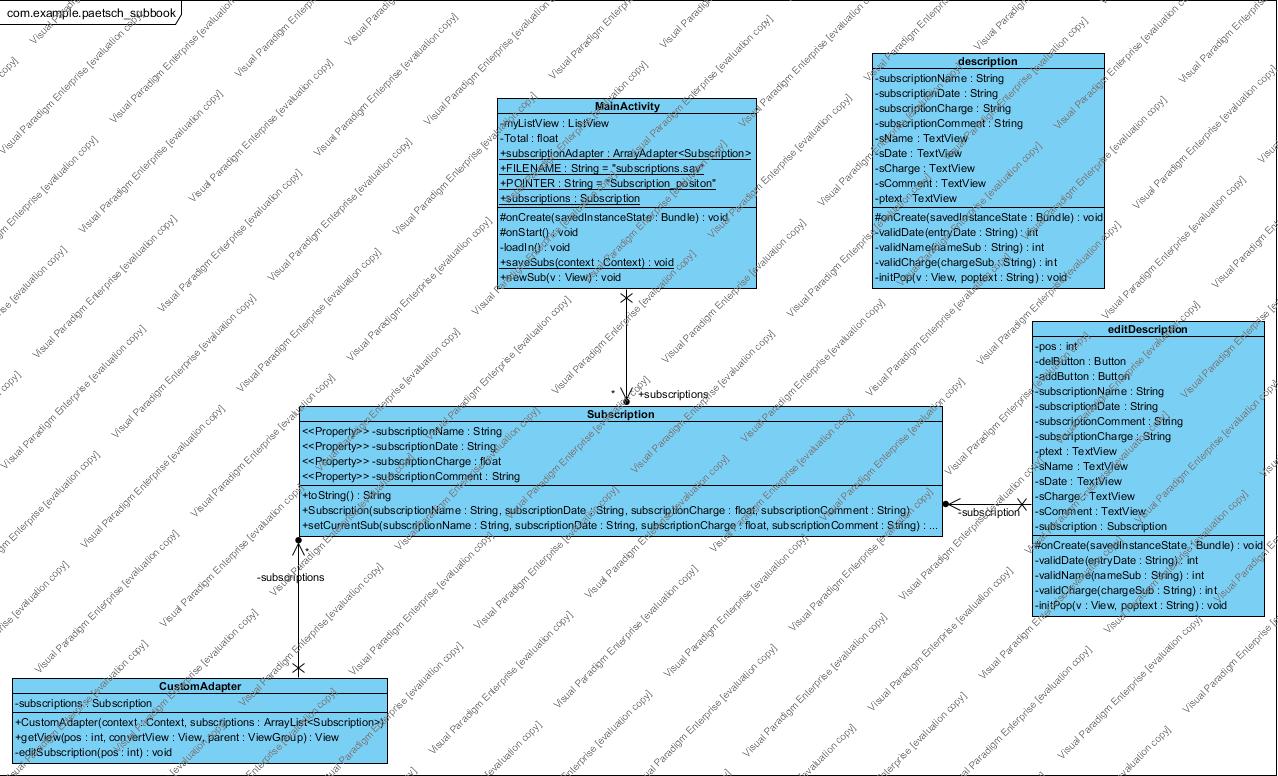 com.example.paetsch_subbook
description
-subscriptionName : String
-subscriptionDate : String
-subscriptionCharge : String
-subscriptionComment : String
-sName : TextView
-sDate : TextView
-sCharge : TextView
-sComment : TextView
-ptext : TextView
#onCreate(savedInstanceState : Bundle) : void
-validDate(entryDate : String) : int
-validName(nameSub : String) : int
-validCharge(chargeSub : String) : int
-initPop(v : View, poptext : String) : void
MainActivity
-myListView : ListView
-Total : float
+subscriptionAdapter : ArrayAdapter<Subscription>
+FILENAME : String = "subscriptions.sav"
+POINTER : String = "Subscription_positon"
+subscriptions : Subscription
#onCreate(savedInstanceState : Bundle) : void
#onStart() : void
-loadIn() : void
+saveSubs(context : Context) : void
+newSub(v : View) : void
* +subscriptions
editDescription
-pos : int
-delButton : Button
-addButton : Button
-subscriptionName : String
-subscriptionDate : String
-subscriptionComment : String
-subscriptionCharge : String
-ptext : TextView
-sName : TextView
-sDate : TextView
-sCharge : TextView
-sComment : TextView
-subscription : Subscription
#onCreate(savedInstanceState : Bundle) : void
-validDate(entryDate : String) : int
-validName(nameSub : String) : int
-validCharge(chargeSub : String) : int
-initPop(v : View, poptext : String) : void
Subscription
<<Property>> -subscriptionName : String
<<Property>> -subscriptionDate : String
<<Property>> -subscriptionCharge : float
<<Property>> -subscriptionComment : String
+toString() : String
+Subscription(subscriptionName : String, subscriptionDate : String, subscriptionCharge : float, subscriptionComment : String)
+setCurrentSub(subscriptionName : String, subscriptionDate : String, subscriptionCharge : float, subscriptionComment : String) : ...
-subscription
*
-subscriptions
CustomAdapter
-subscriptions : Subscription
+CustomAdapter(context : Context, subscriptions : ArrayList<Subscription>)
+getView(pos : int, convertView : View, parent : ViewGroup) : View
-editSubscription(pos : int) : void
Visual Paradigm Enterprise [evaluation copy]